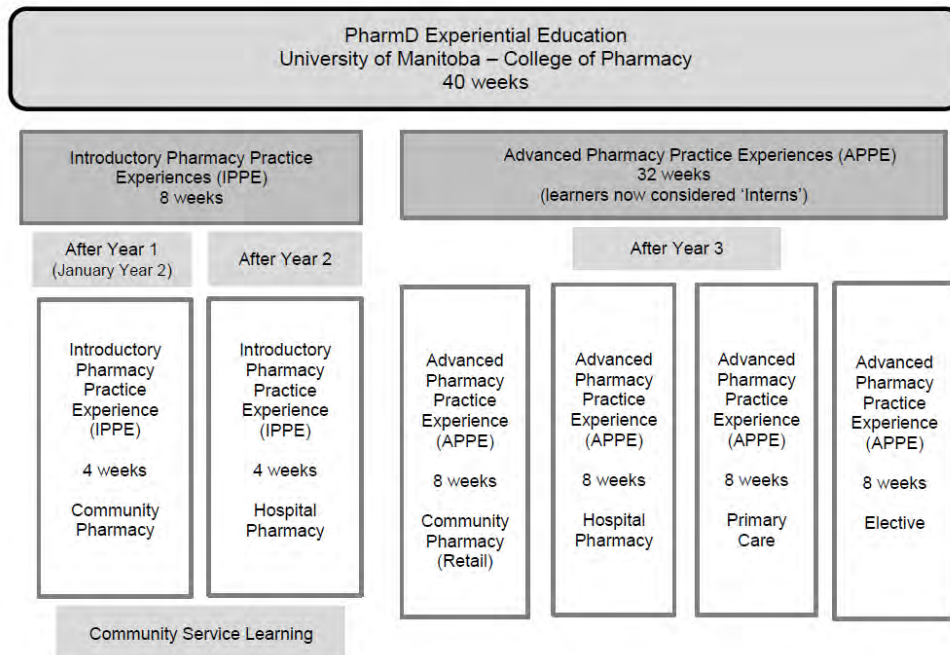 PharmD Experiential Education
University of Manitoba – College of Pharmacy
40 weeks
Introductory Pharmacy Practice
Experiences (IPPE)
8 weeks
Advanced Pharmacy Practice Experiences (APPE)
32 weeks
(learners now considered ‘Interns’)
After Year 1
(January Year 2)
After Year 2
After Year 3
Introductory
Pharmacy
Practice
Experience
(IPPE)
4 weeks
Community
Pharmacy
Introductory
Pharmacy
Practice
Experience
(IPPE)
4 weeks
Hospital
Pharmacy
Advanced
Pharmacy
Practice
Experience
(APPE)
8 weeks
Community
Pharmacy
(Retail)
Advanced
Pharmacy
Practice
Experience
(APPE)
8 weeks
Hospital
Pharmacy
Advanced
Pharmacy
Practice
Experience
(APPE)
8 weeks
Primary
Care
Advanced
Pharmacy
Practice
Experience
(APPE)
8 weeks
Elective
Community Service Learning